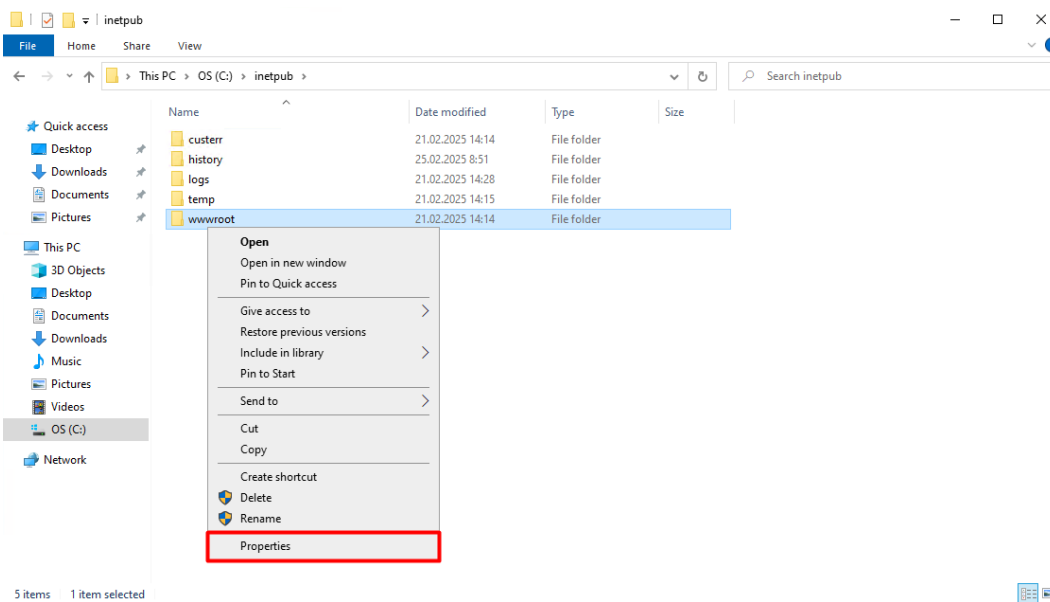 inetpub
File Home Share View
This PC OS (C:) inetpub
Search inetpub
Quick access
Desktop
Downloads
Documents
Pictures
This PC
3D Objects
Desktop
Documents
Downloads
Music
Pictures
Videos
OS (C:)
Network
Name Date modified Type Size
custerr 21.02.2025 14:14 File folder
history 25.02.2025 8:51 File folder
logs 21.02.2025 14:28 File folder
temp 21.02.2025 14:15 File folder
wwwroot 21.02.2025 14:14 File folder
Open
Open in new window
Pin to Quick access
Give access to
Restore previous versions
Include in library
Pin to Start
Send to
Cut
Copy
Create shortcut
Delete
Rename
Properties
5 items 1 item selected